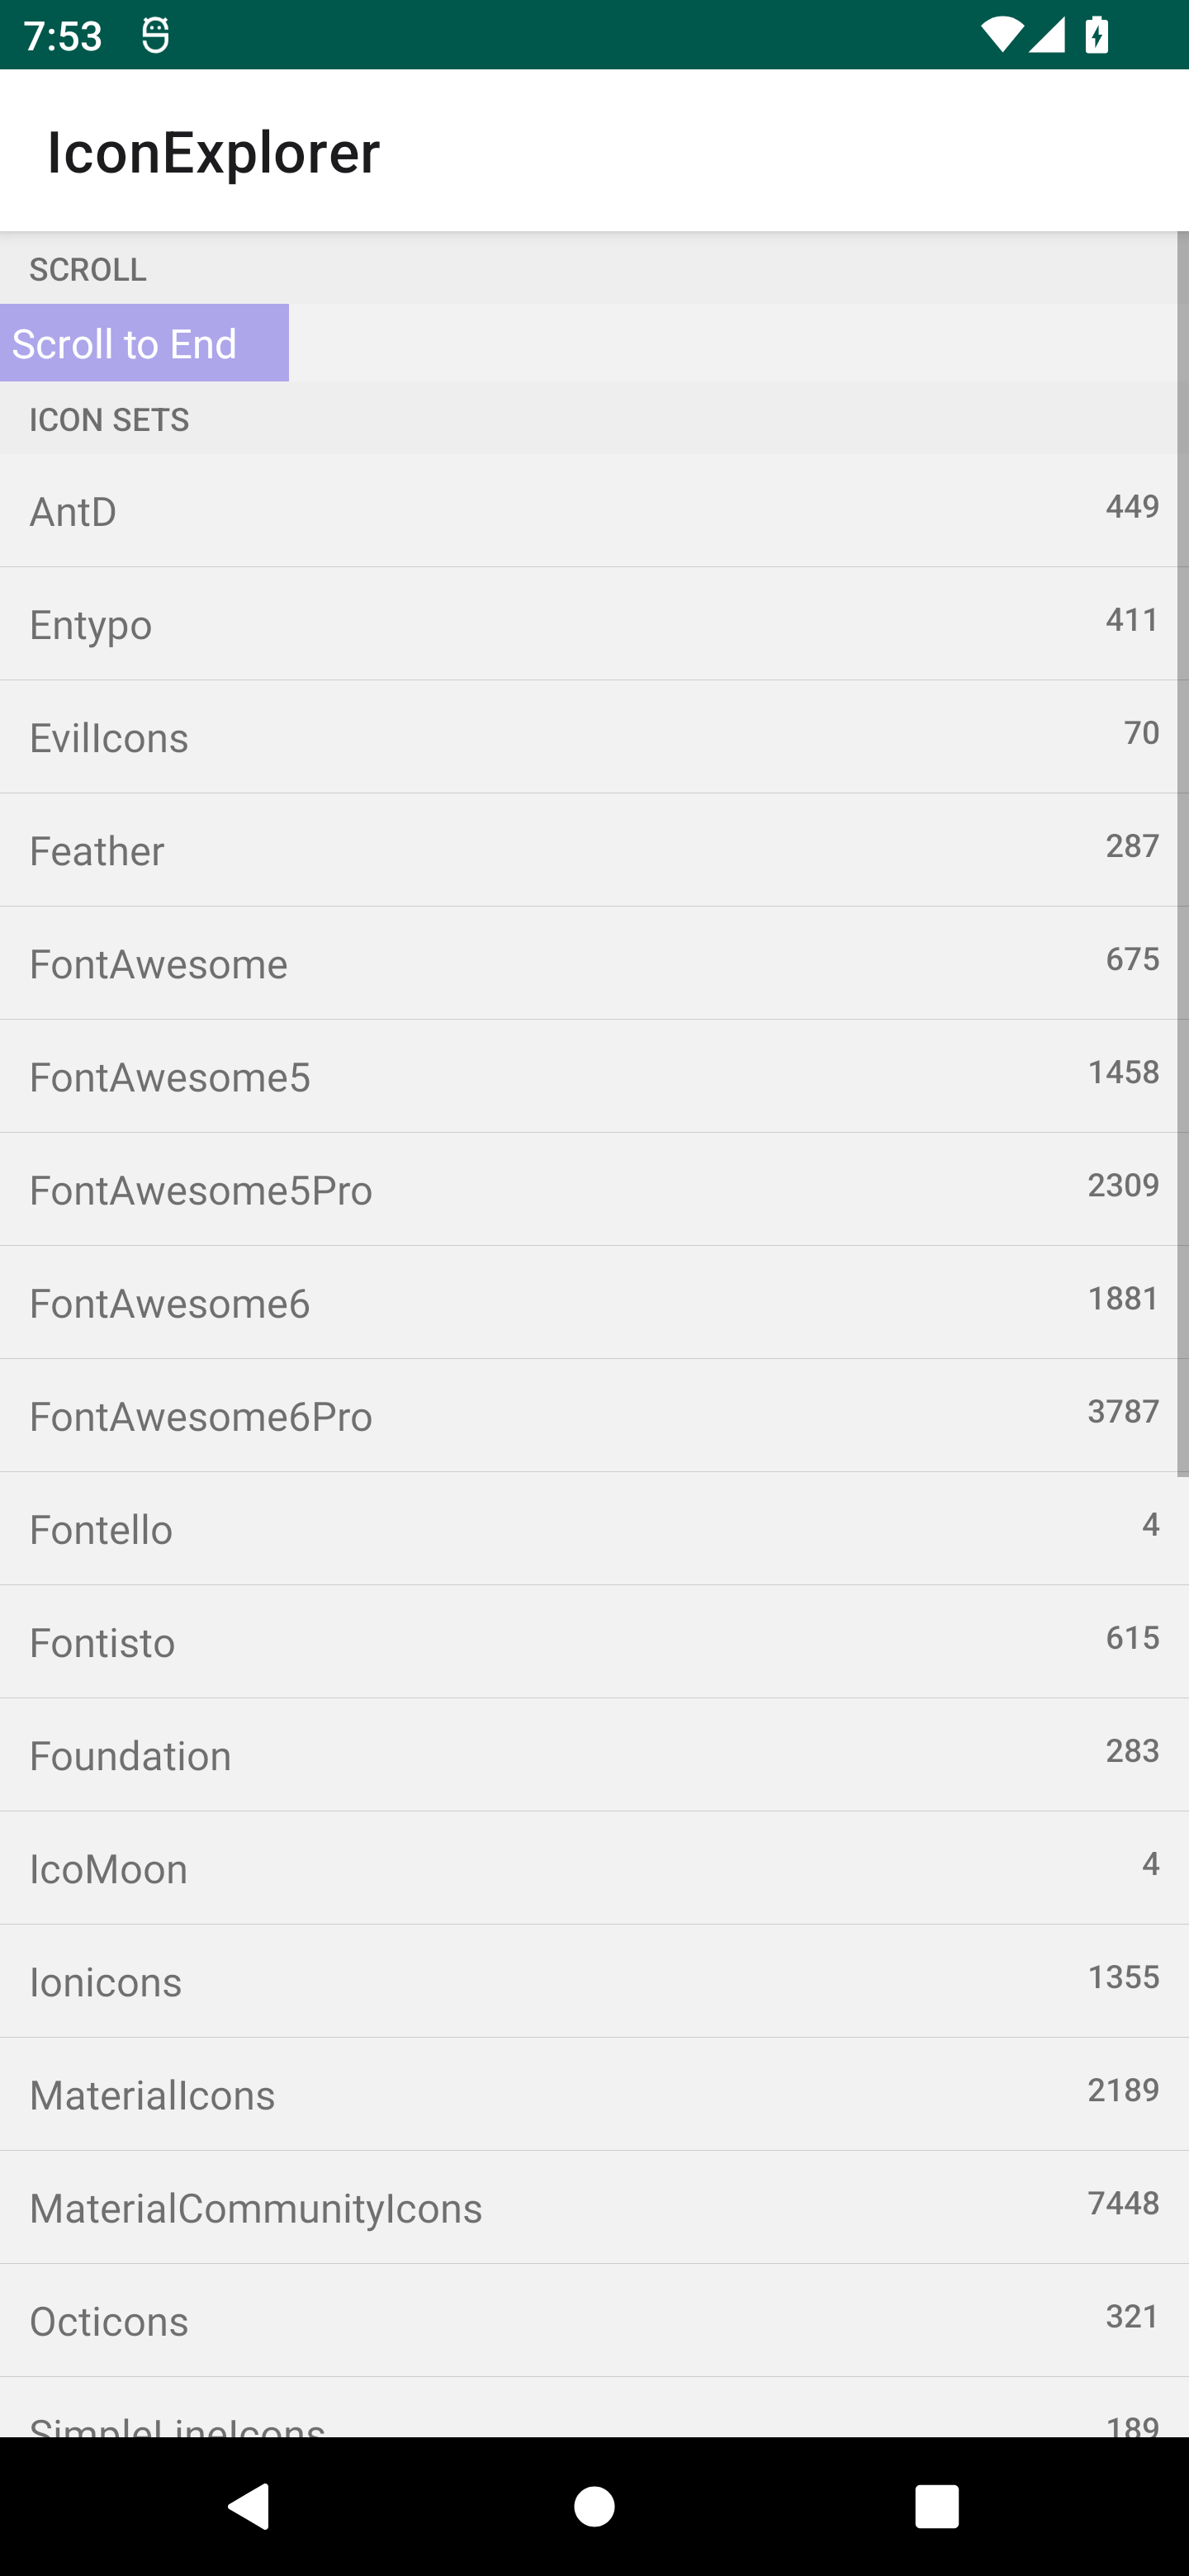 7:53
IconExplorer
SCROLL
Scroll to End
ICON SETS
AntD 449
Entypo 411
EvilIcons 70
Feather 287
FontAwesome 675
FontAwesome5 1458
FontAwesome5Pro 2309
FontAwesome6 1881
FontAwesome6Pro 3787
Fontello 4
Fontisto 615
Foundation 283
IcoMoon 4
Ionicons 1355
MaterialIcons 2189
MaterialCommunityIcons 7448
Octicons 321
SimpleLineIcons 189